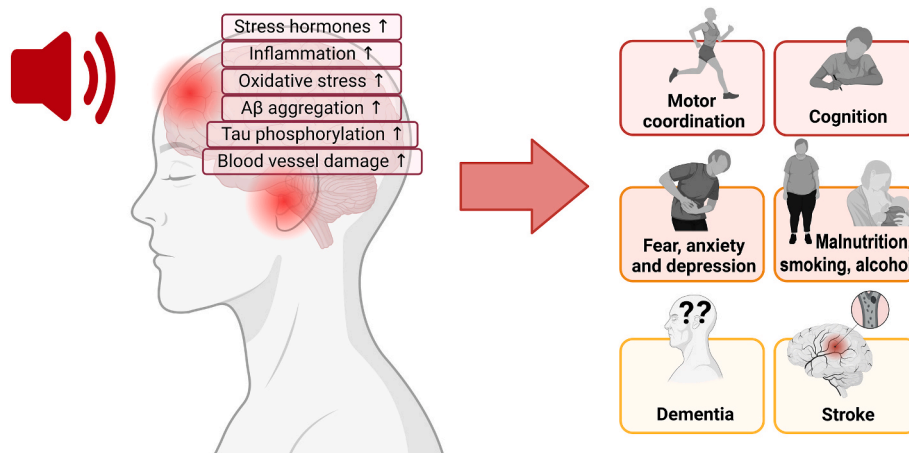 Stress hormones ↑
Inflammation ↑
Oxidative stress ↑
Aβ aggregation ↑
Tau phosphorylation ↑
Blood vessel damage ↑
Motor
coordination
Cognition
Fear, anxiety
and depression
Malnutrition,
smoking, alcohol
??
Dementia
Stroke